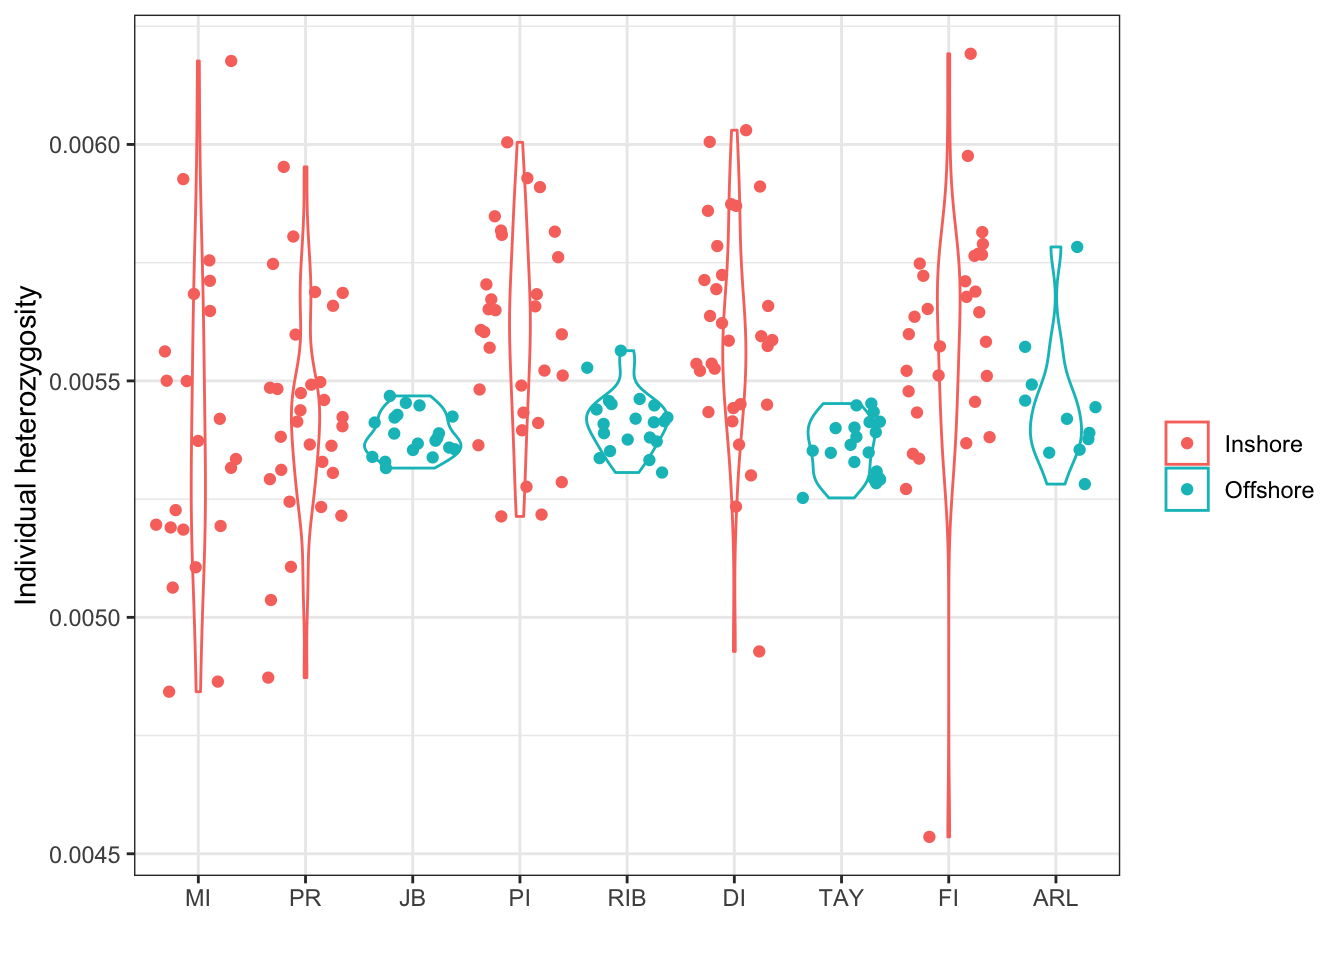 Individual heterozygosity
0.0060
0.0055
0.0050
0.0045
MI PR JB PI RIB DI TAY FI ARL
Inshore
Offshore